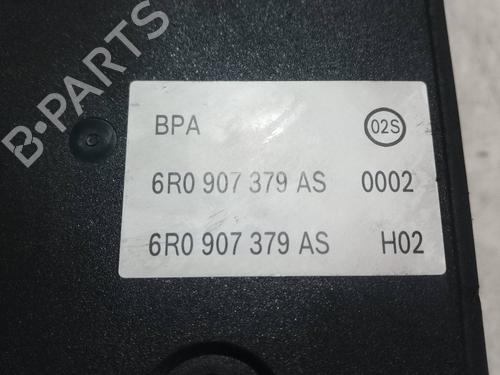 B-PARTS
BPA 02S
6R0 907 379 AS 0002
6R0 907 379 AS H02